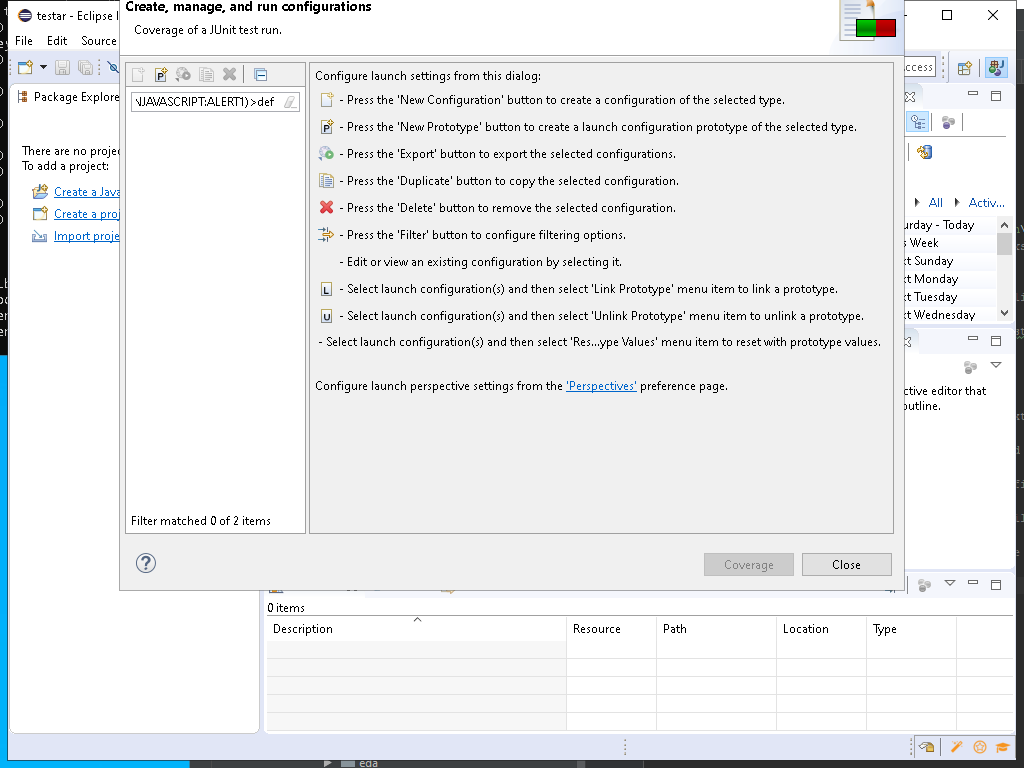 Create, manage, and run configurations
testar - Eclipse I
Coverage of a JUnit test run.
File Edit Source
Package Explore
\JAVASCRIPT:ALERT1)>def
There are no projec
To add a project:
Create a Java
Create a proj
Import proje
Configure launch settings from this dialog:
- Press the 'New Configuration' button to create a configuration of the selected type.
- Press the 'New Prototype' button to create a launch configuration prototype of the selected type.
- Press the 'Export' button to export the selected configurations.
- Press the 'Duplicate' button to copy the selected configuration.
- Press the 'Delete' button to remove the selected configuration.
- Press the 'Filter' button to configure filtering options.
- Edit or view an existing configuration by selecting it.
L - Select launch configuration(s) and then select 'Link Prototype' menu item to link a prototype.
U - Select launch configuration(s) and then select 'Unlink Prototype' menu item to unlink a prototype.
- Select launch configuration(s) and then select 'Res...ype Values' menu item to reset with prototype values.
Configure launch perspective settings from the 'Perspectives' preference page.
Filter matched 0 of 2 items
Coverage
Close
ccess
All Activ...
urday - Today
s Week
xt Sunday
xt Monday
xt Tuesday
xt Wednesday
ctive editor that
outline.
0 items
Description Resource Path Location Type
eda